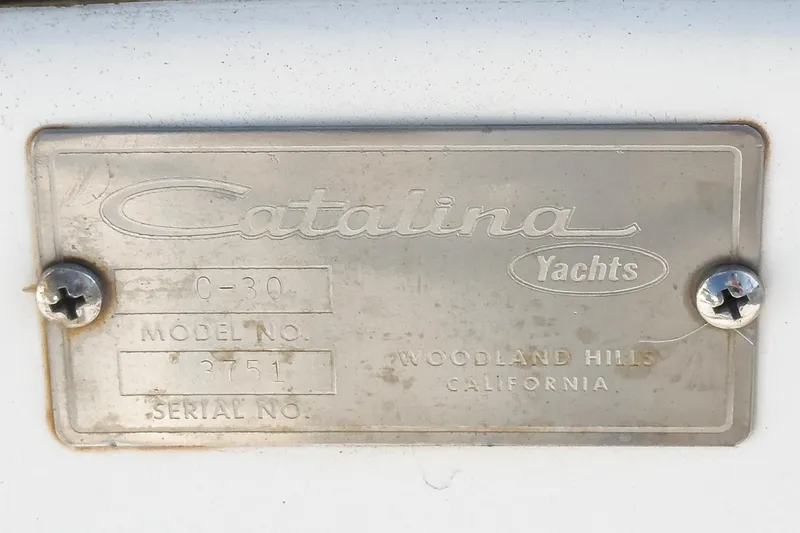 Catalina
Yachts
C-30
MODEL NO.
3751
SERIAL NO.
WOODLAND HILLS
CALIFORNIA